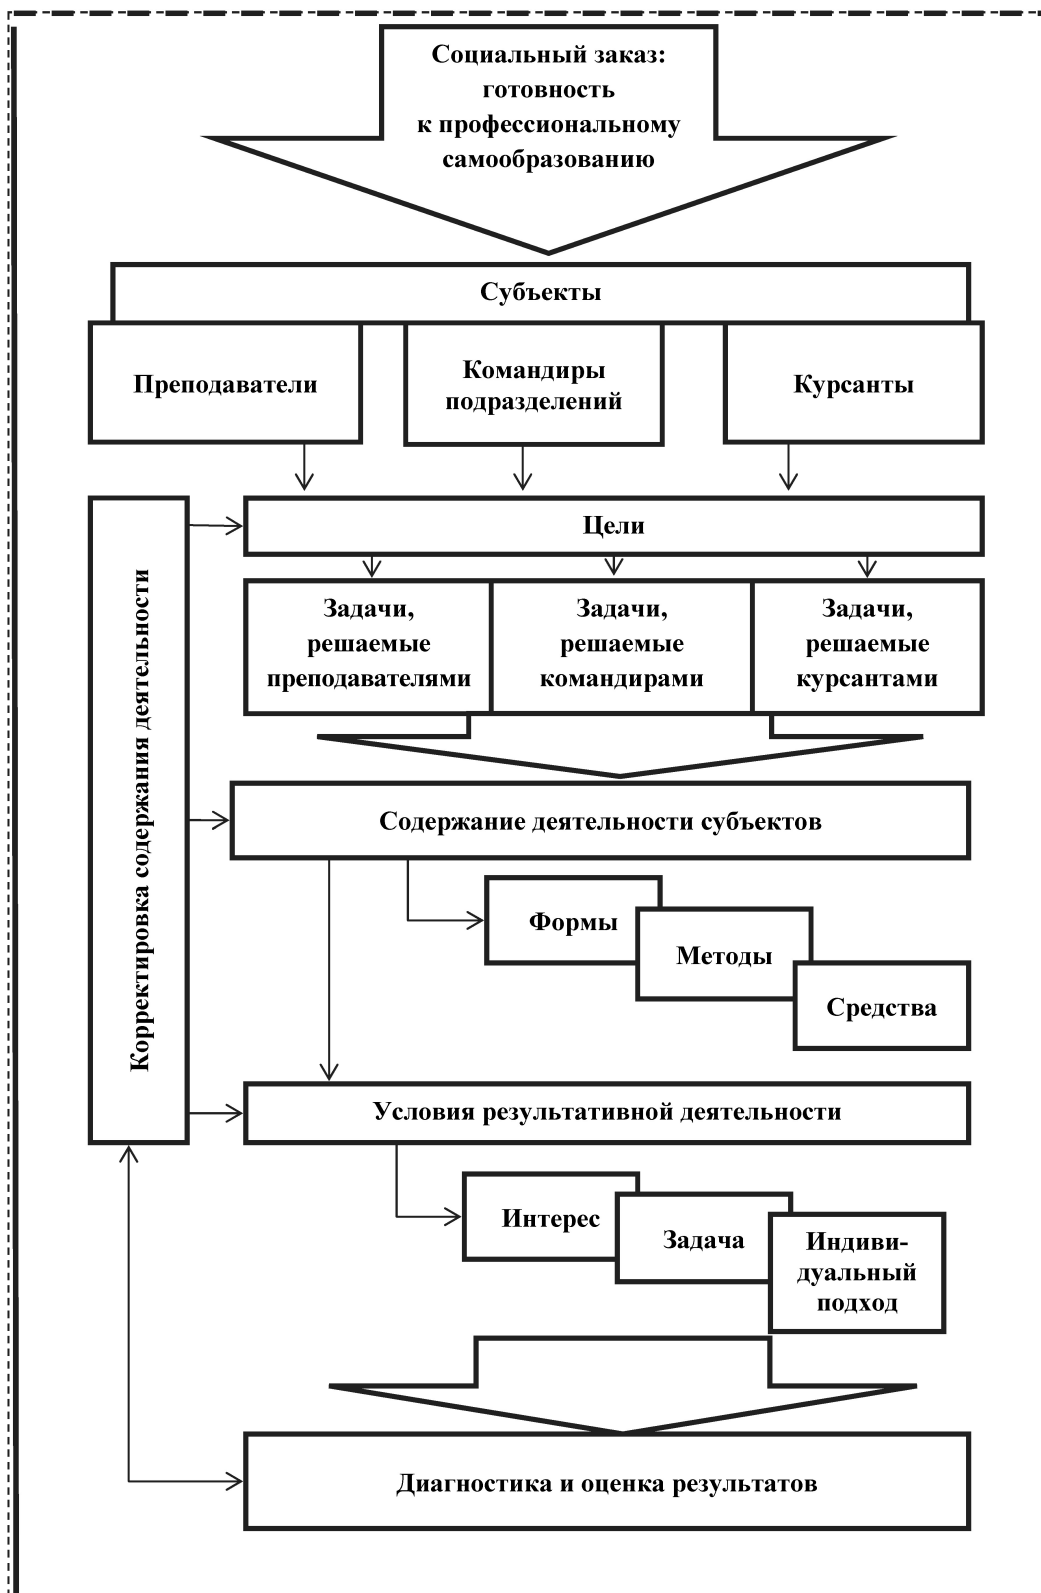 Социальный заказ:
готовность
к профессиональному
самообразованию
Субъекты
Преподаватели
Командиры
подразделений
Курсанты
Корректировка содержания деятельности
Цели
Задачи,
решаемые
преподавателями
Задачи,
решаемые
командирами
Задачи,
решаемые
курсантами
Содержание деятельности субъектов
Формы
Методы
Средства
Условия результативной деятельности
Интерес
Задача
Индиви-
дуальный
подход
Диагностика и оценка результатов